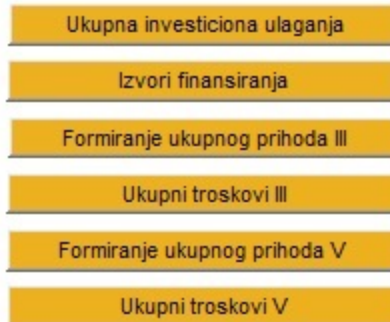 Ukupna investiciona ulaganja
Izvori finansiranja
Formiranje ukupnog prihoda III
Ukupni troskovi III
Formiranje ukupnog prihoda V
Ukupni troskovi V